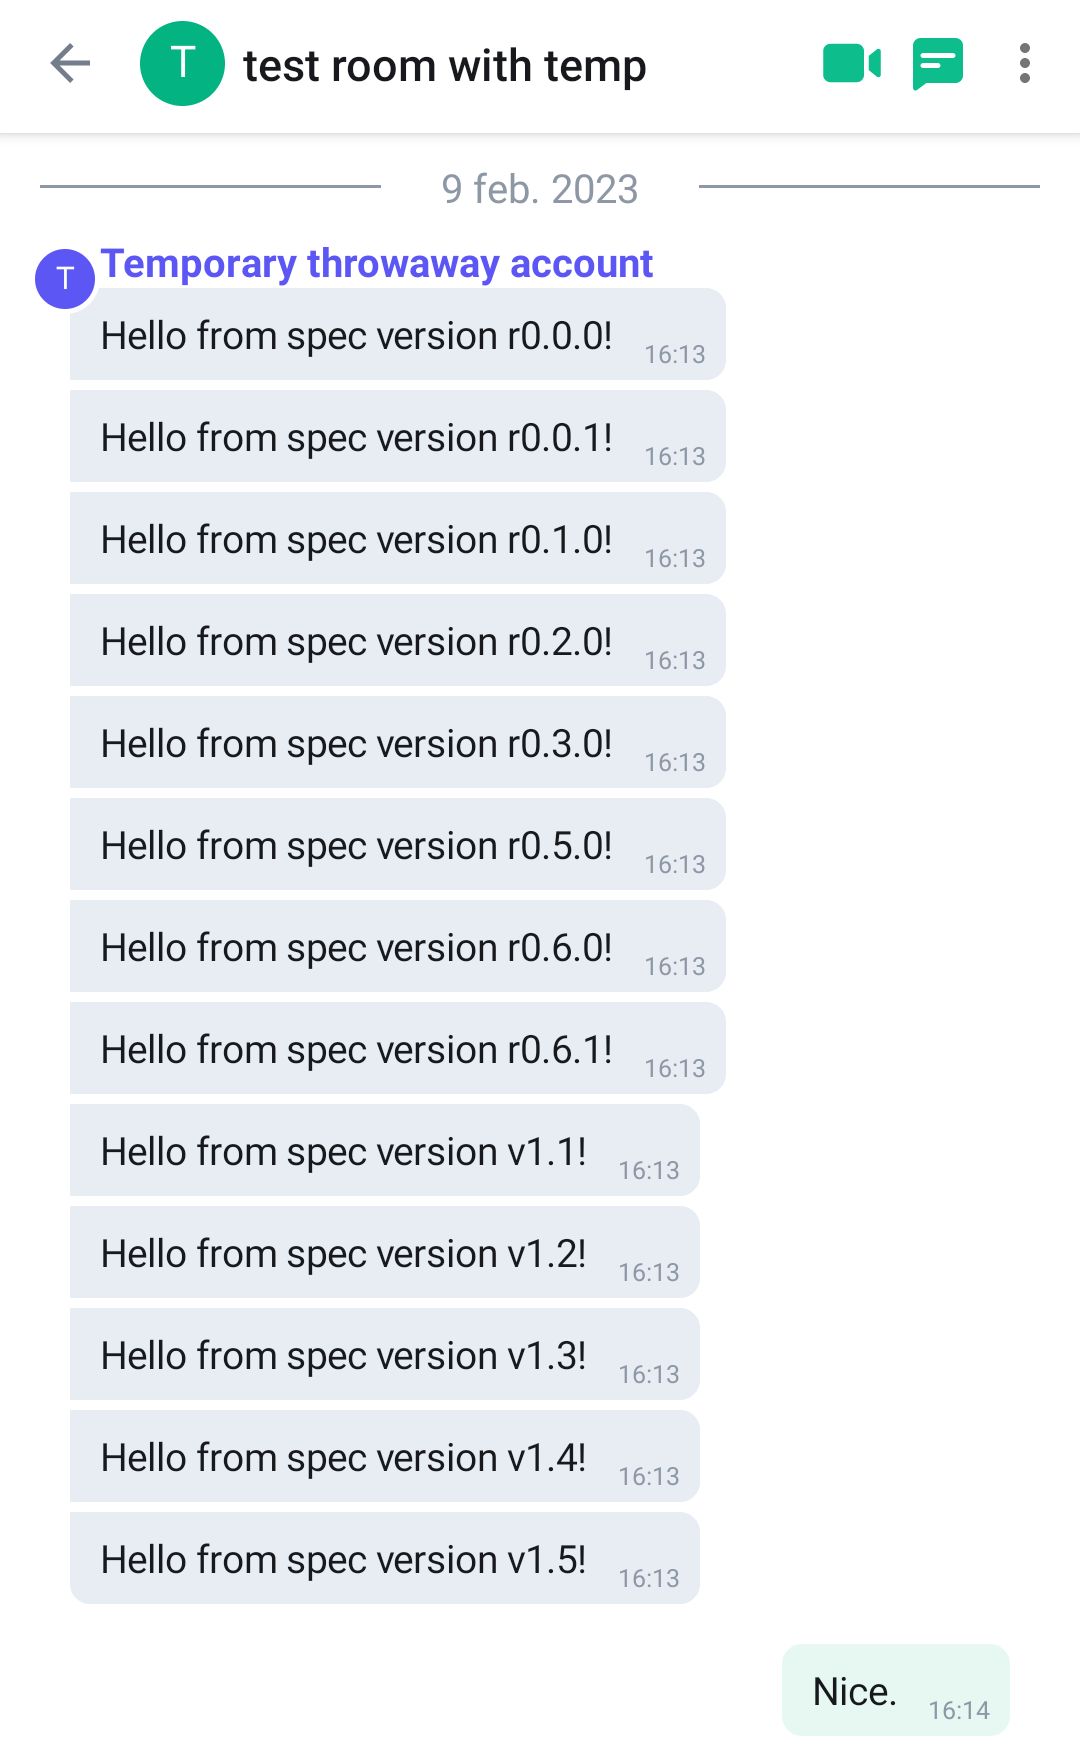 T test room with temp
9 feb. 2023
T Temporary throwaway account
Hello from spec version r0.0.0! 16:13
Hello from spec version r0.0.1! 16:13
Hello from spec version r0.1.0! 16:13
Hello from spec version r0.2.0! 16:13
Hello from spec version r0.3.0! 16:13
Hello from spec version r0.5.0! 16:13
Hello from spec version r0.6.0! 16:13
Hello from spec version r0.6.1! 16:13
Hello from spec version v1.1! 16:13
Hello from spec version v1.2! 16:13
Hello from spec version v1.3! 16:13
Hello from spec version v1.4! 16:13
Hello from spec version v1.5! 16:13
Nice. 16:14